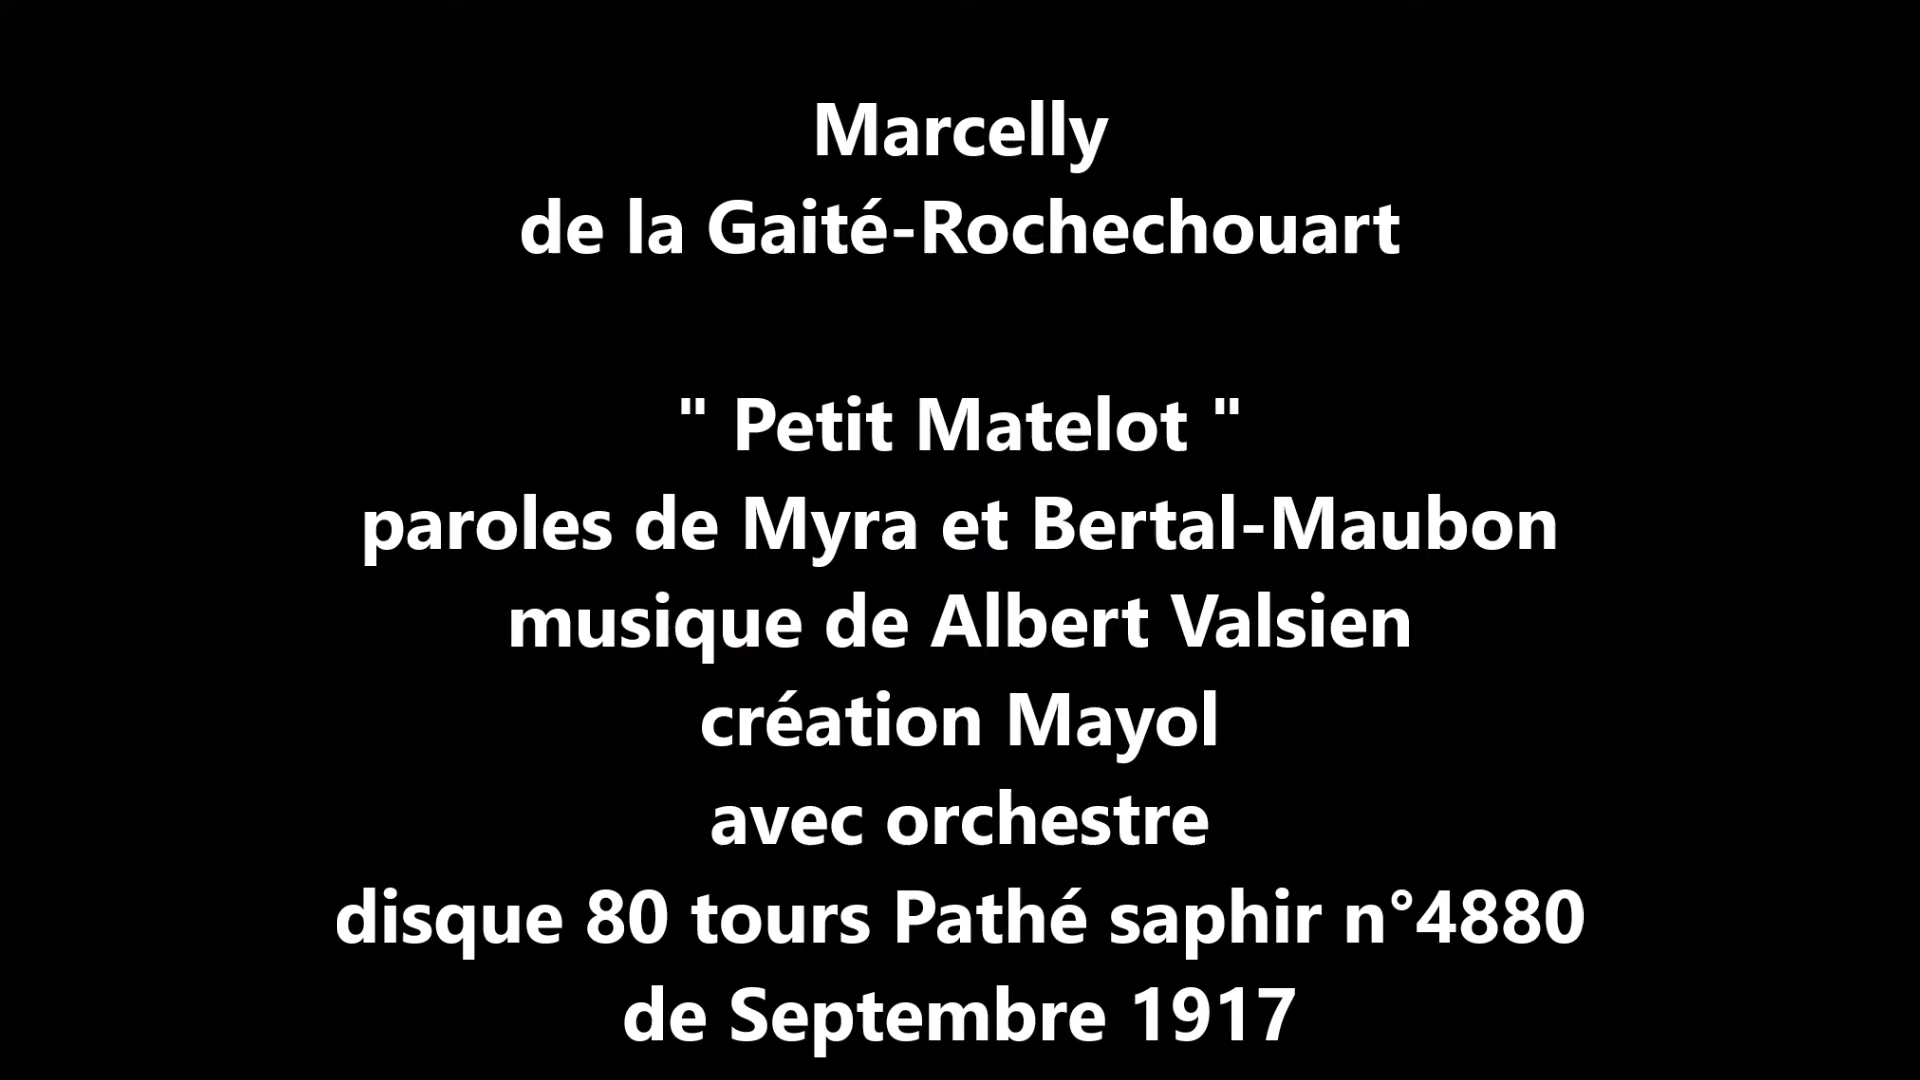 Marcelly
de la Gaité-Rochechouart
" Petit Matelot "
paroles de Myra et Bertal-Maubon
musique de Albert Valsien
création Mayol
avec orchestre
disque 80 tours Pathé saphir n°4880
de Septembre 1917